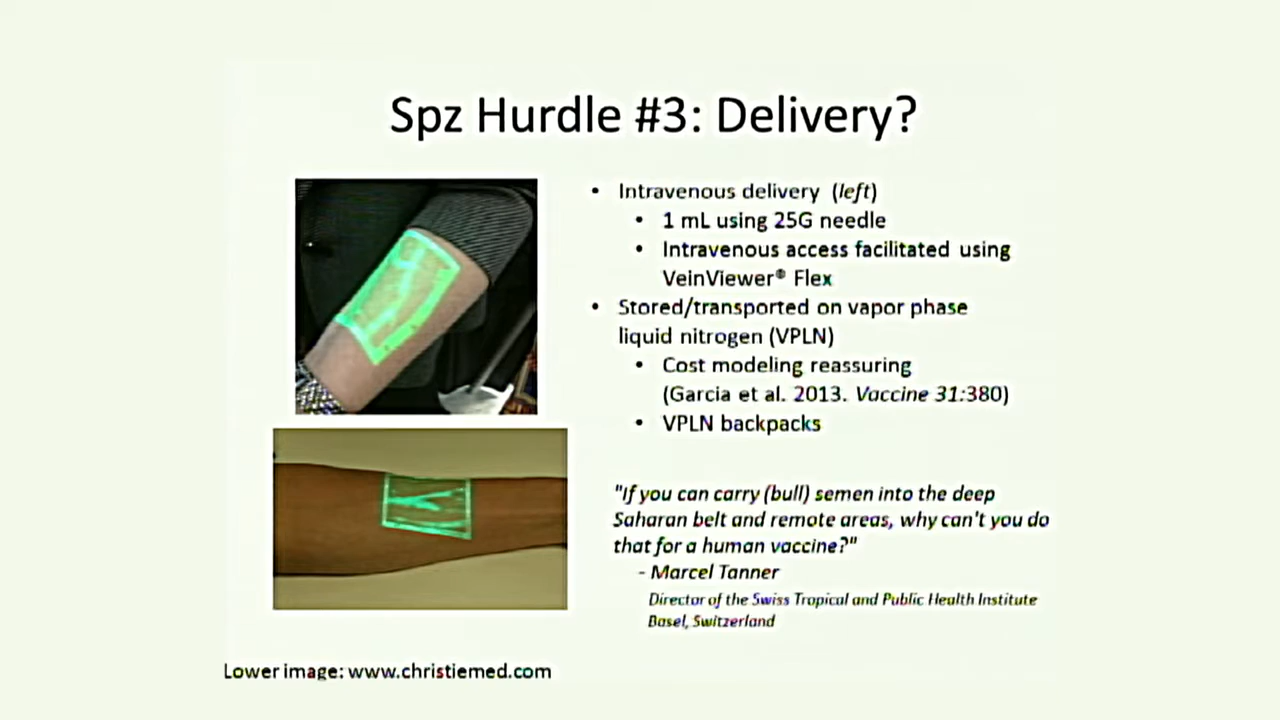 Spz Hurdle #3: Delivery?
• Intravenous delivery (left)
• 1 mL using 25G needle
• Intravenous access facilitated using
VeinViewer® Flex
• Stored/transported on vapor phase
liquid nitrogen (VPLN)
• Cost modeling reassuring
(Garcia et al. 2013. Vaccine 31:380)
• VPLN backpacks
"If you can carry (bull) semen into the deep
Saharan belt and remote areas, why can't you do
that for a human vaccine?"
- Marcel Tanner
Director of the Swiss Tropical and Public Health Institute
Basel, Switzerland
Lower image: www.christiemed.com